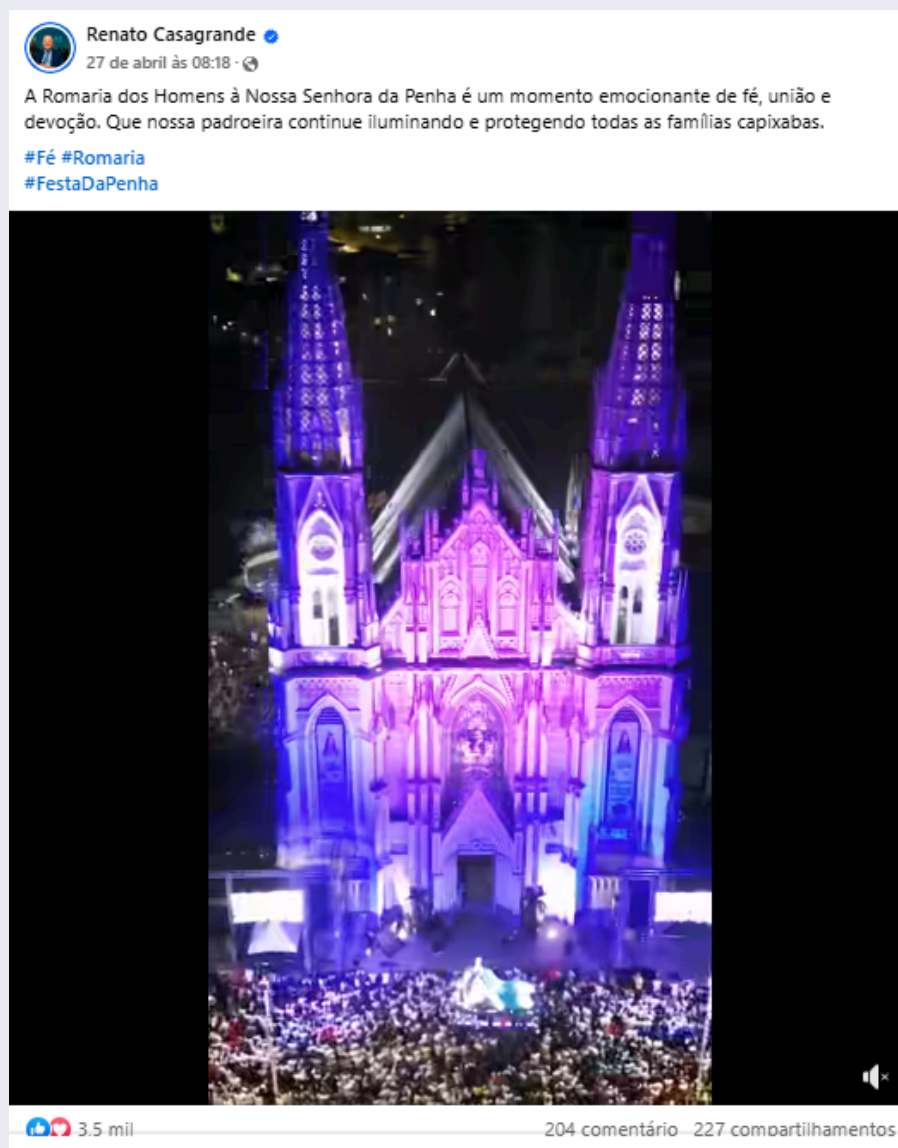 Renato Casagrande
27 de abril às 08:18 ·
A Romaria dos Homens à Nossa Senhora da Penha é um momento emocionante de fé, união e
devoção. Que nossa padroeira continue iluminando e protegendo todas as famílias capixabas.
#Fé #Romaria
#FestaDaPenha
3.5 mil
204 comentário 227 compartilhamentos